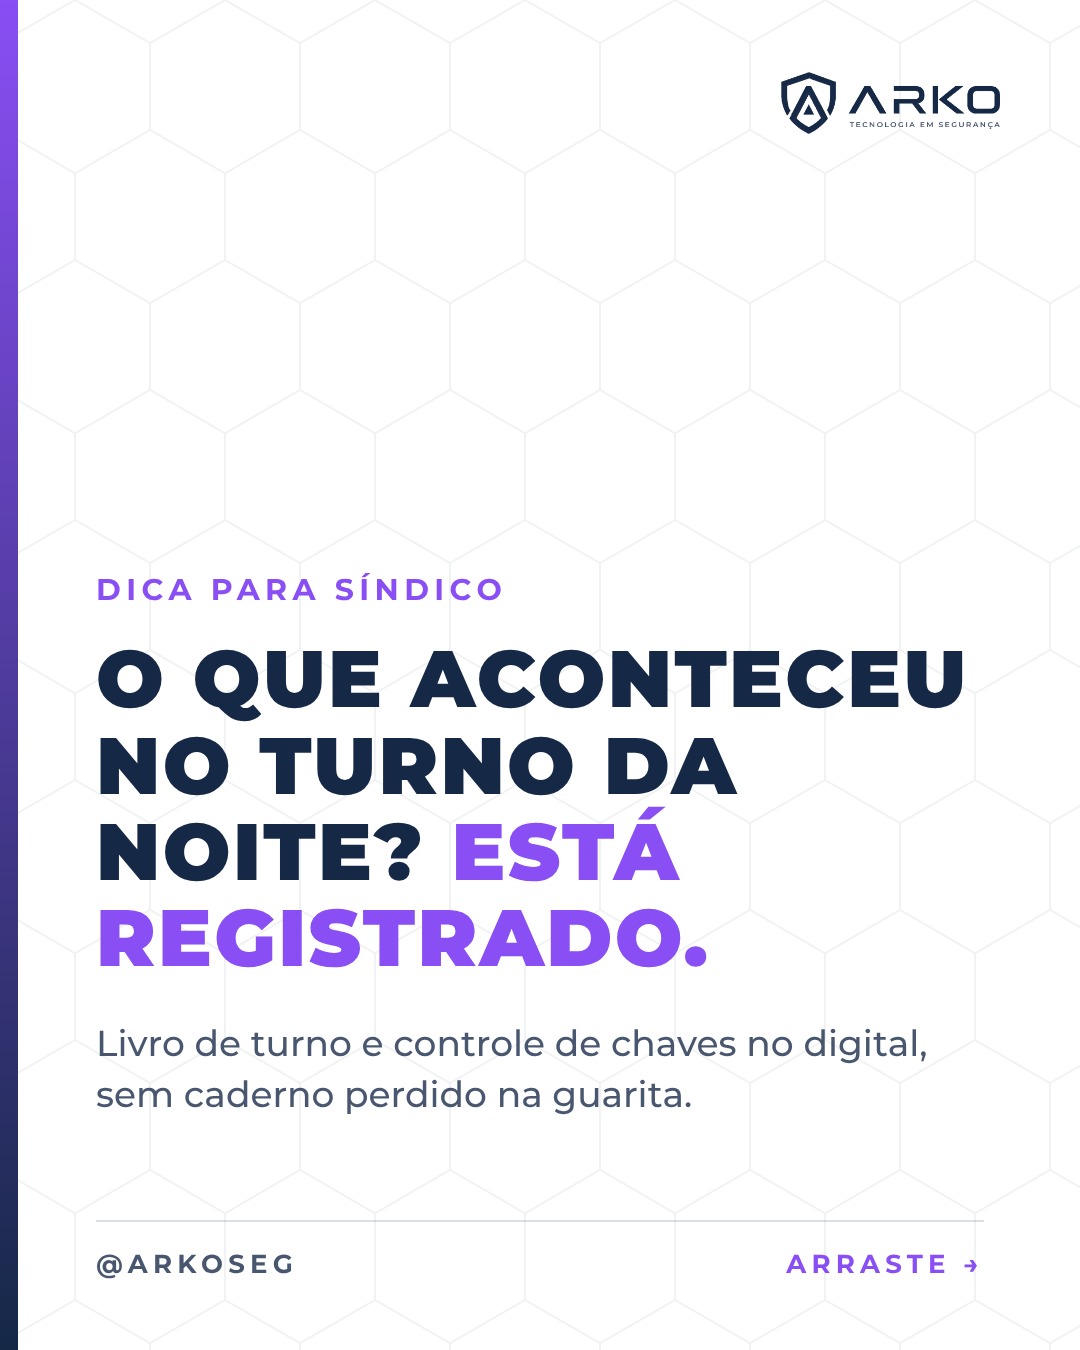 ARKO
TECNOLOGIA EM SEGURANÇA
DICA PARA SÍNDICO
O QUE ACONTECEU
NO TURNO DA
NOITE? ESTÁ
REGISTRADO.
Livro de turno e controle de chaves no digital,
sem caderno perdido na guarita.
@ARKOSEG
ARRASTE →